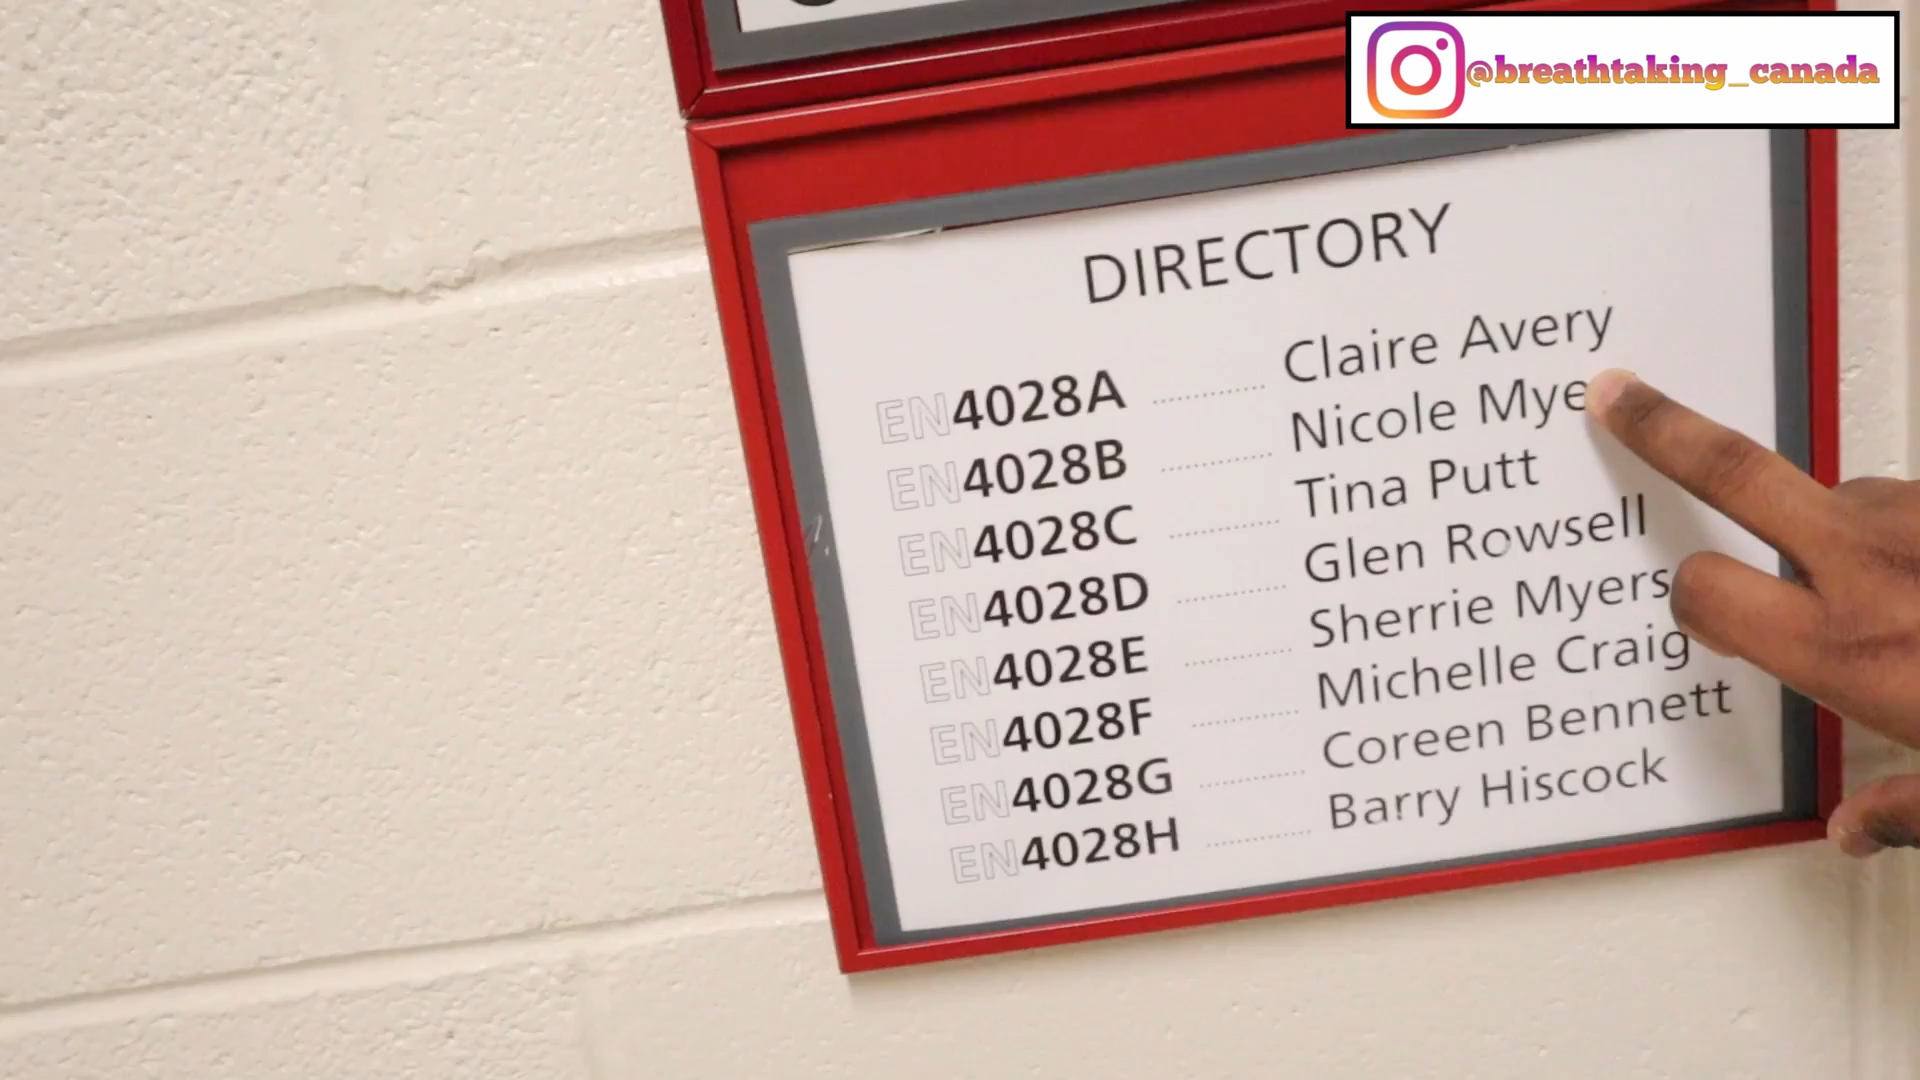 @breathtaking_canada
DIRECTORY
EN4028A .......... Claire Avery
EN4028B .......... Nicole
EN4028C .......... Tina Putt
EN4028D .......... Glen Rowsell
EN4028E .......... Sherrie Myers
EN4028F .......... Michelle Craig
EN4028G .......... Coreen Bennett
EN4028H .......... Barry Hiscock